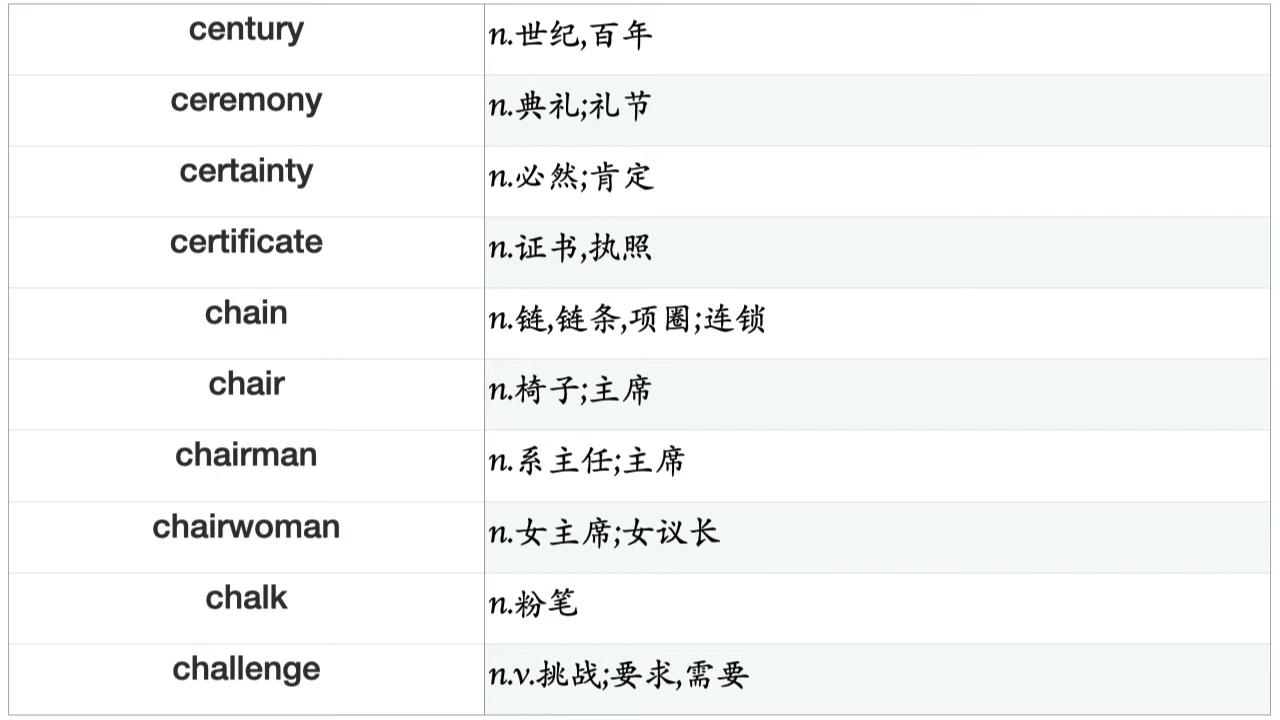 century n.世纪,百年
ceremony n.典礼;礼节
certainty n.必然;肯定
certificate n.证书,执照
chain n.链,链条,项圈;连锁
chair n.椅子;主席
chairman n.系主任;主席
chairwoman n.女主席;女议长
chalk n.粉笔
challenge n.v.挑战;要求,需要